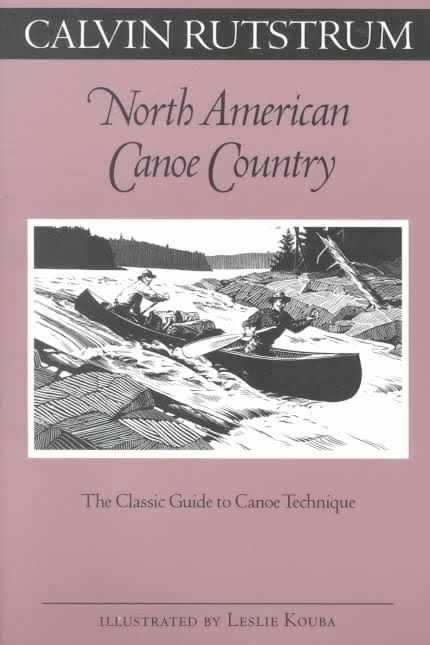 CALVIN RUTSTRUM
North American
Canoe Country
The Classic Guide to Canoe Technique
ILLUSTRATED BY LESLIE KOUBA